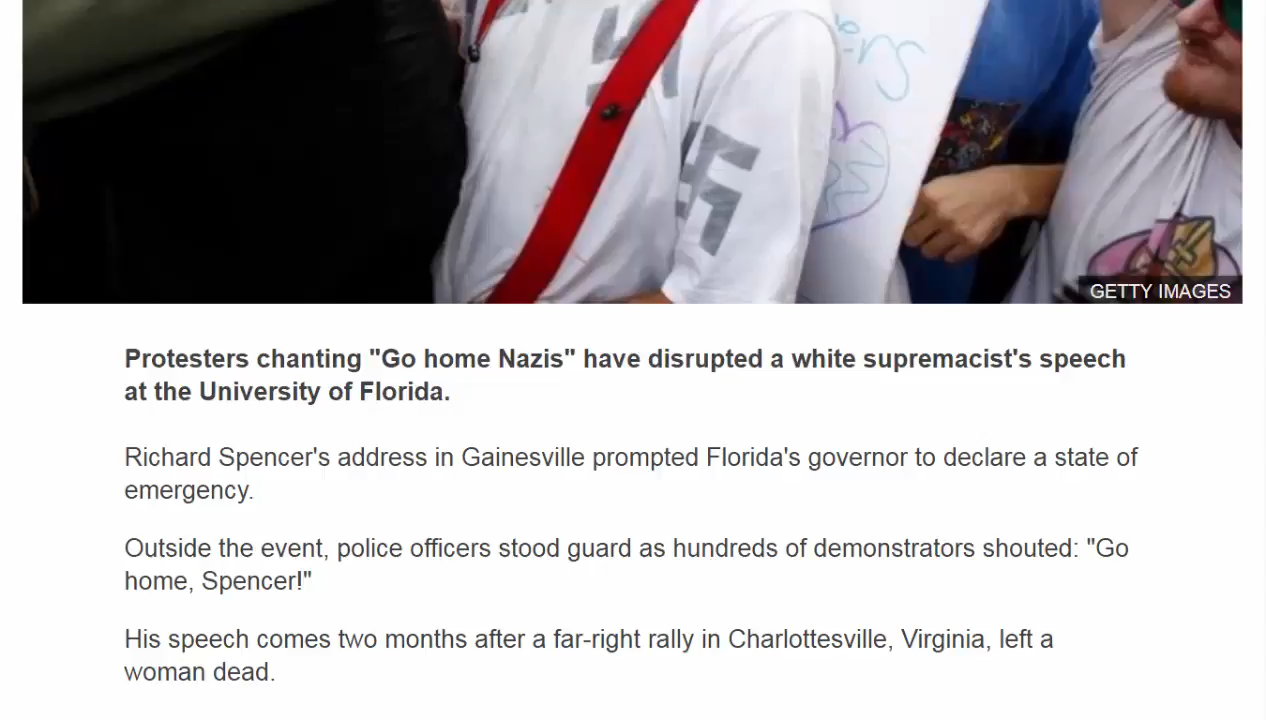 GETTY IMAGES
Protesters chanting "Go home Nazis" have disrupted a white supremacist's speech
at the University of Florida.
Richard Spencer's address in Gainesville prompted Florida's governor to declare a state of
emergency.
Outside the event, police officers stood guard as hundreds of demonstrators shouted: "Go
home, Spencer!"
His speech comes two months after a far-right rally in Charlottesville, Virginia, left a
woman dead.